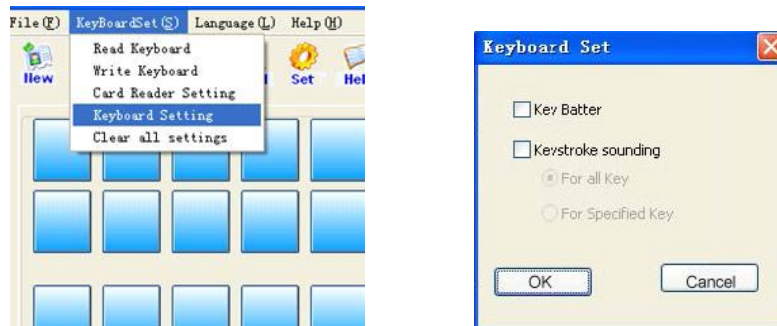 File(F) KeyBoardSet(S) Language(L) Help(H)
Read Keyboard
Write Keyboard
Card Reader Setting
Keyboard Setting
Clear all settings
New Set Hel
Keyboard Set
Key Batter
Keystroke sounding
For all Key
For Specified Key
OK Cancel